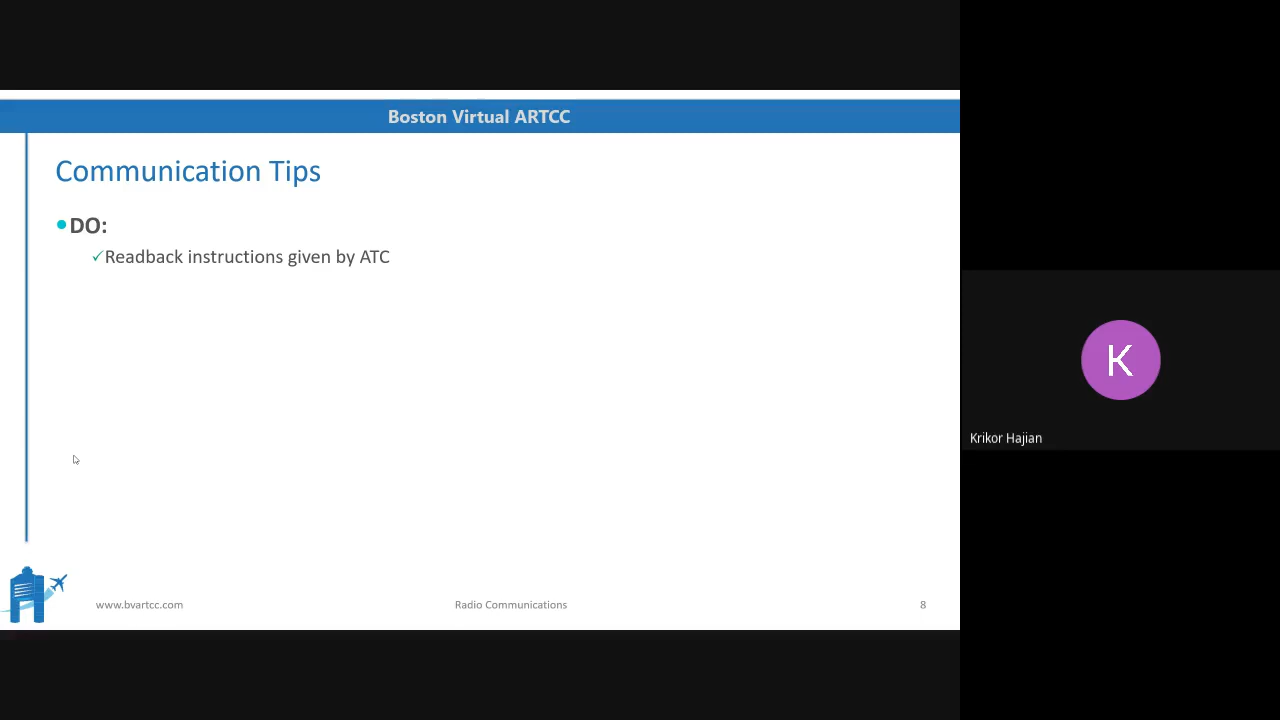 Boston Virtual ARTCC
Communication Tips
DO:
Readback instructions given by ATC
www.bvartcc.com
Radio Communications
8
K
Krikor Hajian